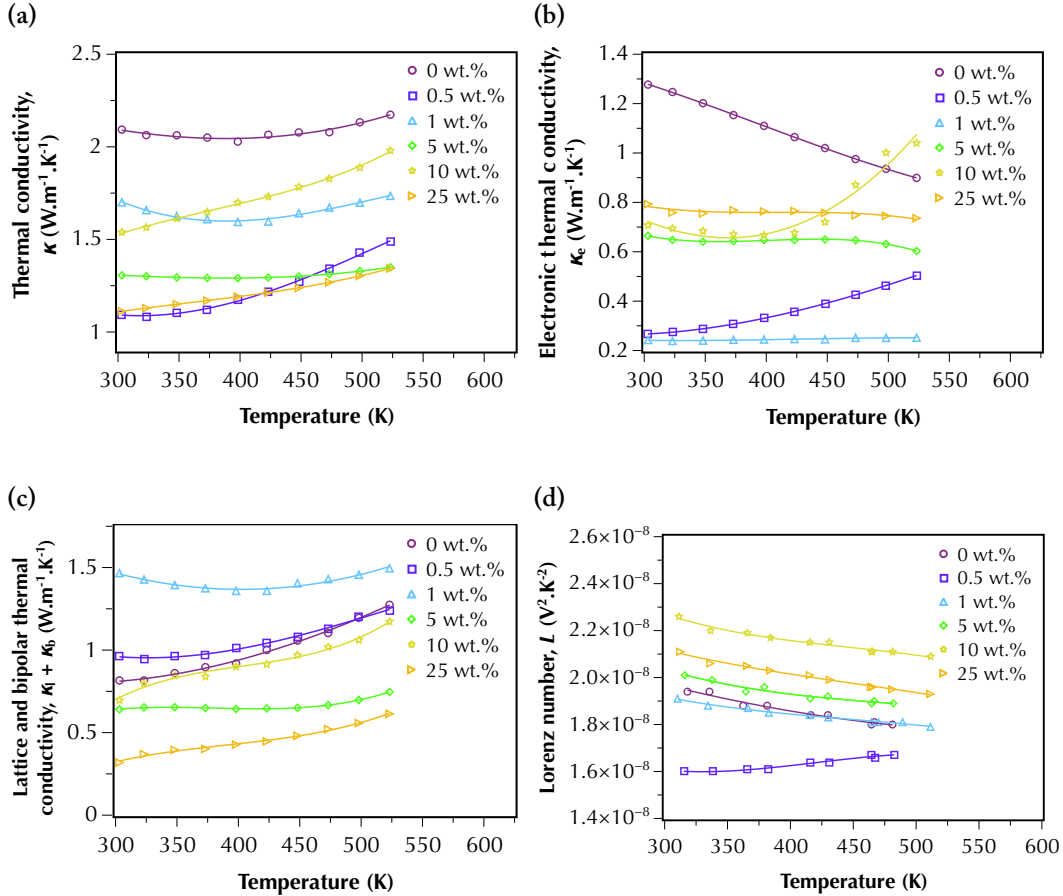 (a)
2.5
2
1.5
1
300 350 400 450 500 550 600
Thermal conductivity,
κ (W.m⁻¹.K⁻¹)
Temperature (K)
0 wt.%
0.5 wt.%
1 wt.%
5 wt.%
10 wt.%
25 wt.%
(b)
1.4
1.2
1.0
0.8
0.6
0.4
0.2
300 350 400 450 500 550 600
Electronic t hermal c onductivity,
κe (W.m⁻¹.K⁻¹)
Temperature (K)
0 wt.%
0.5 wt.%
1 wt.%
5 wt.%
10 wt.%
25 wt.%
(c)
1.5
1
0.5
0
300 350 400 450 500 550 600
Lattice and bipolar thermal
conductivity, κl + κb (W.m⁻¹.K⁻¹)
Temperature (K)
0 wt.%
0.5 wt.%
1 wt.%
5 wt.%
10 wt.%
25 wt.%
(d)
2.6×10⁻⁸
2.4×10⁻⁸
2.2×10⁻⁸
2.0×10⁻⁸
1.8×10⁻⁸
1.6×10⁻⁸
1.4×10⁻⁸
300 350 400 450 500 550 600
Lorenz number, L (V².K⁻²)
Temperature (K)
0 wt.%
0.5 wt.%
1 wt.%
5 wt.%
10 wt.%
25 wt.%